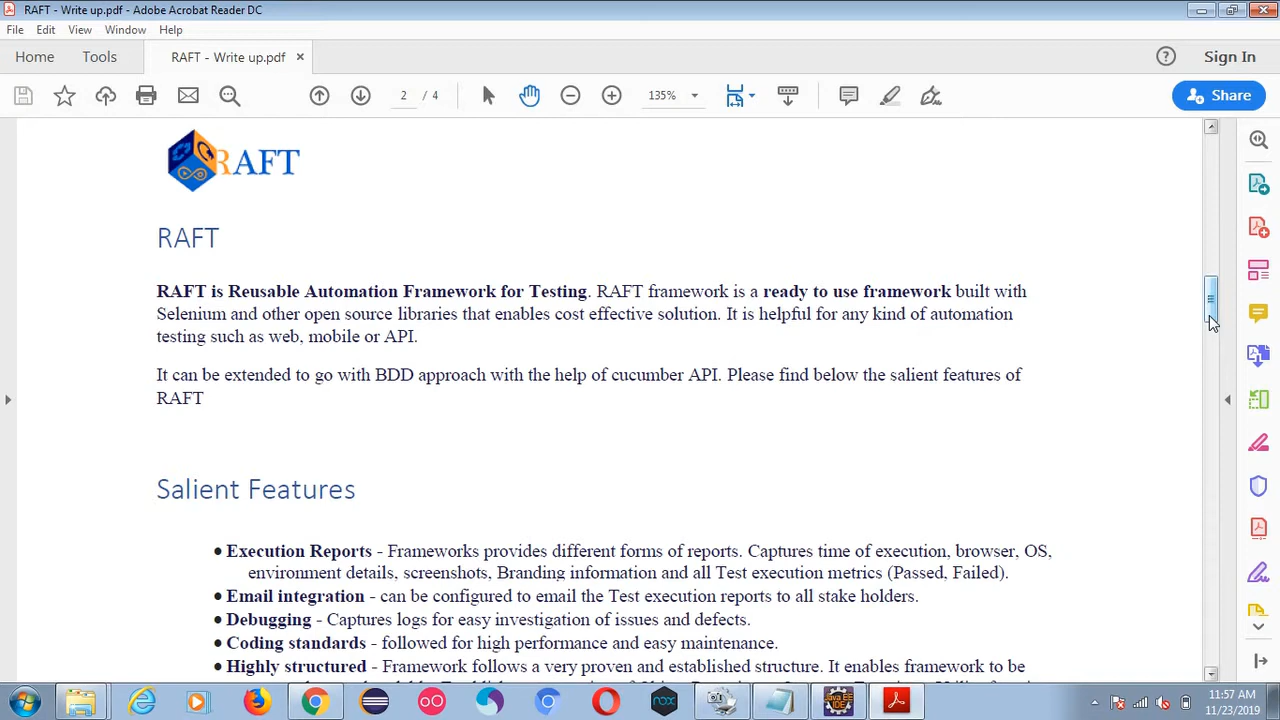 RAFT - Write up.pdf - Adobe Acrobat Reader DC
File Edit View Window Help
Home Tools RAFT - Write up.pdf × Sign In
2 / 4 135% Share
RAFT
RAFT
RAFT is Reusable Automation Framework for Testing. RAFT framework is a ready to use framework built with
Selenium and other open source libraries that enables cost effective solution. It is helpful for any kind of automation
testing such as web, mobile or API.
It can be extended to go with BDD approach with the help of cucumber API. Please find below the salient features of
RAFT
Salient Features
• Execution Reports - Frameworks provides different forms of reports. Captures time of execution, browser, OS,
environment details, screenshots, Branding information and all Test execution metrics (Passed, Failed).
• Email integration - can be configured to email the Test execution reports to all stake holders.
• Debugging - Captures logs for easy investigation of issues and defects.
• Coding standards - followed for high performance and easy maintenance.
• Highly structured - Framework follows a very proven and established structure. It enables framework to be
nox
Java EE IDE
11:57 AM
11/23/2019